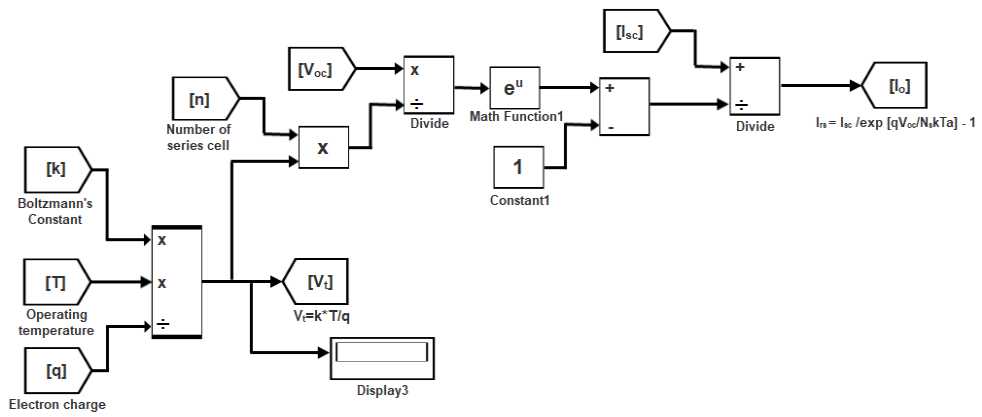 [Isc]
[Voc]
x
÷
Divide
eᵘ
Math Function1
+
-
+
÷
Divide
[Io]
Irs = Isc /exp [qVoc/NskTa] - 1
[n]
Number of
series cell
x
1
Constant1
[k]
Boltzmann's
Constant
x
x
÷
[T]
Operating
temperature
[Vt]
Vt=k*T/q
[q]
Electron charge
Display3